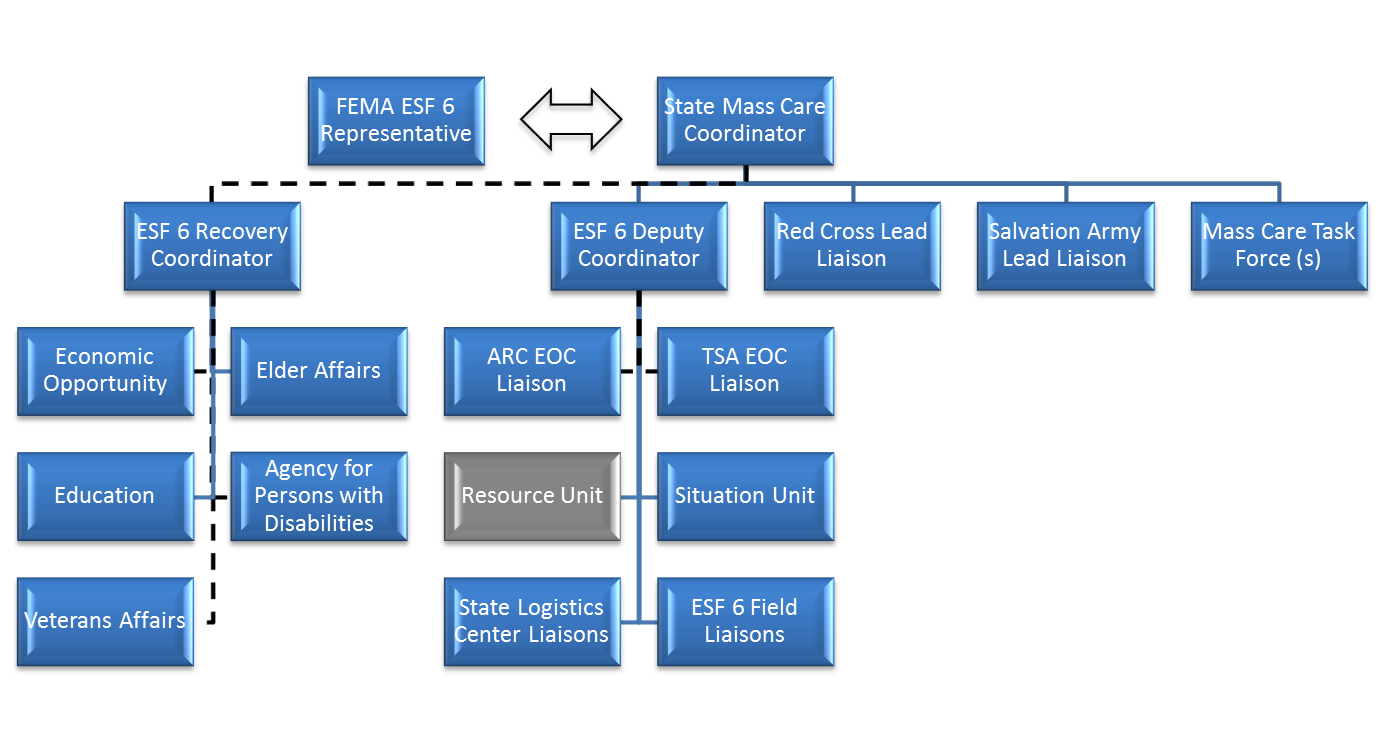 FEMA ESF 6
Representative
State Mass Care
Coordinator
ESF 6 Recovery
Coordinator
ESF 6 Deputy
Coordinator
Red Cross Lead
Liaison
Salvation Army
Lead Liaison
Mass Care Task
Force (s)
Economic
Opportunity
Elder Affairs
ARC EOC
Liaison
TSA EOC
Liaison
Education
Agency for
Persons with
Disabilities
Resource Unit
Situation Unit
Veterans Affairs
State Logistics
Center Liaisons
ESF 6 Field
Liaisons